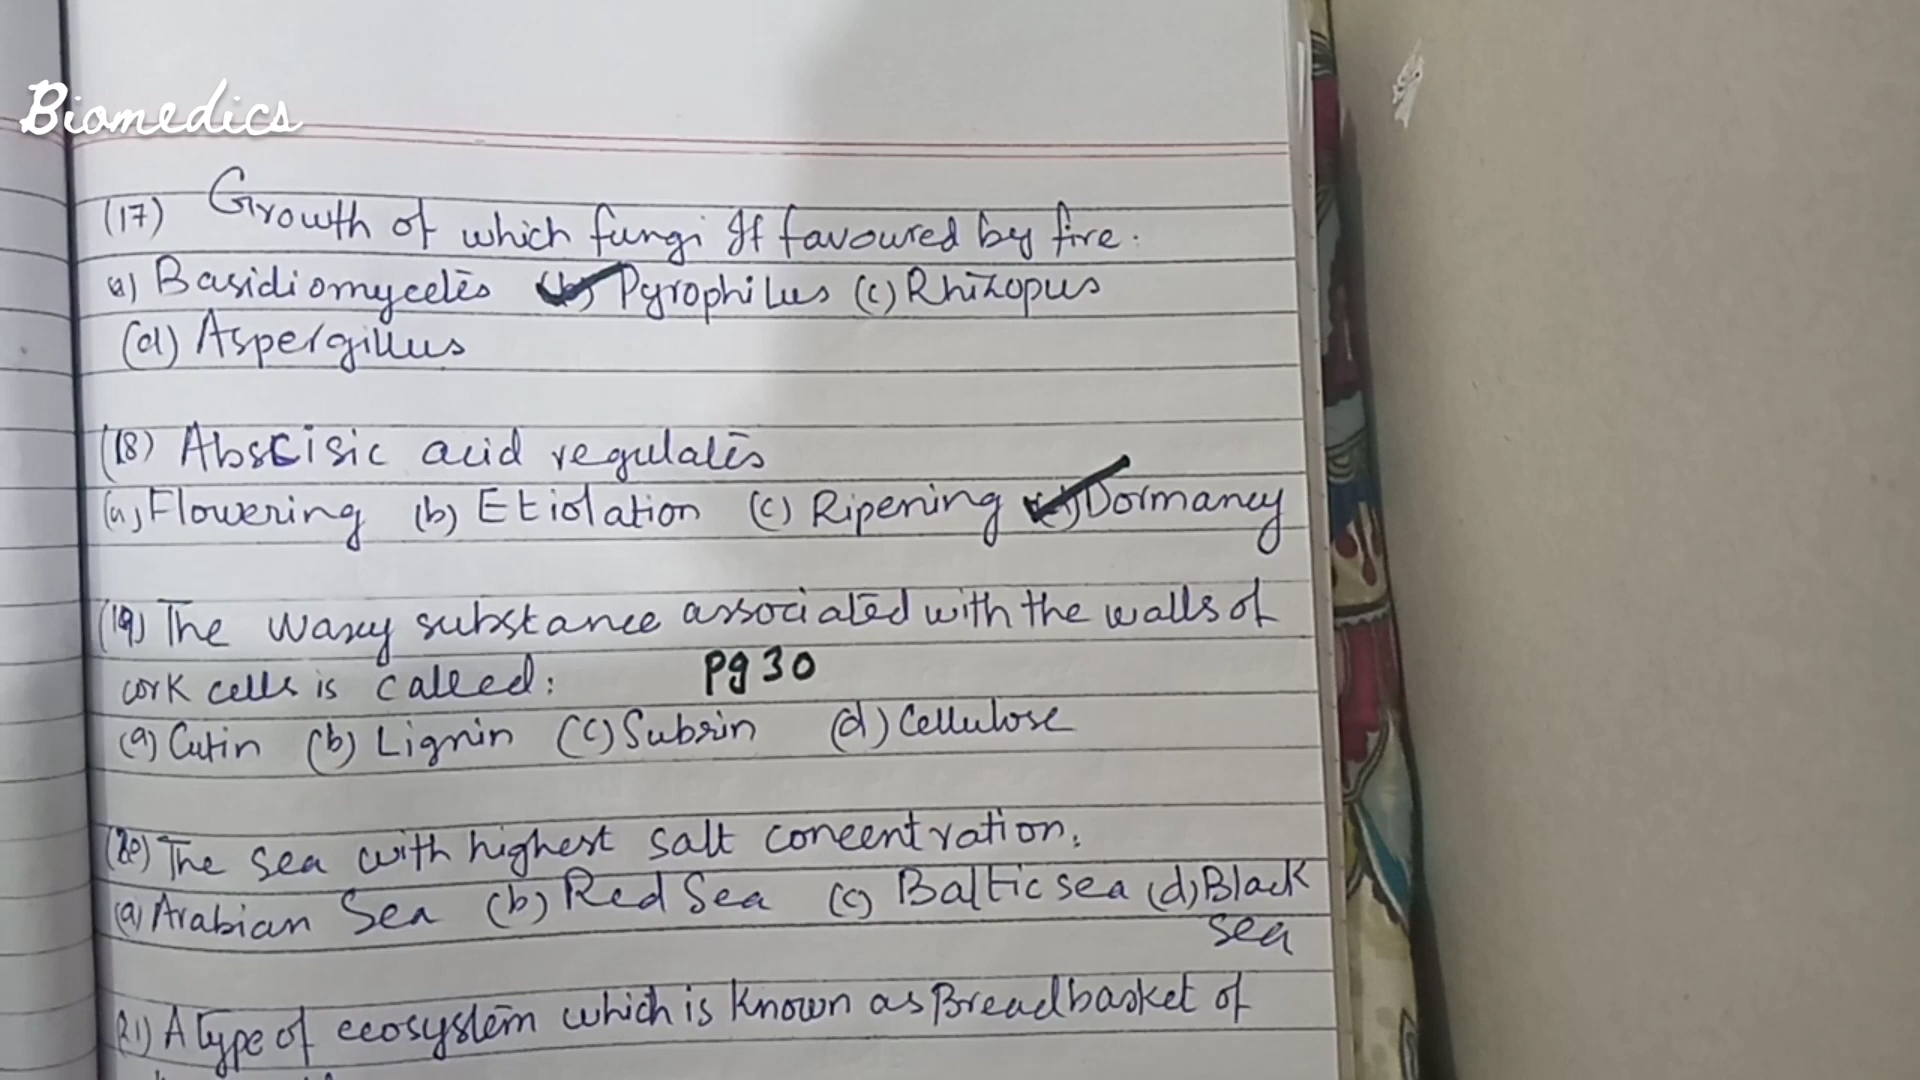 Biomedics
(17) Growth of which fungi If favoured by fire.
(a) Basidiomycetes (b) Pyrophilus (c) Rhizopus
(d) Aspergillus
(18) Abscisic acid regulates
(a) Flowering (b) Etiolation (c) Ripening (d) Dormancy
(19) The waxy substance associated with the walls of
cork cells is called: Pg 30
(a) Cutin (b) Lignin (c) Subrin (d) Cellulose
(20) The Sea with highest salt concentration.
(a) Arabian Sea (b) Red Sea (c) Baltic sea (d) Black
sea
(21) A type of ecosystem which is known as Breadbasket of